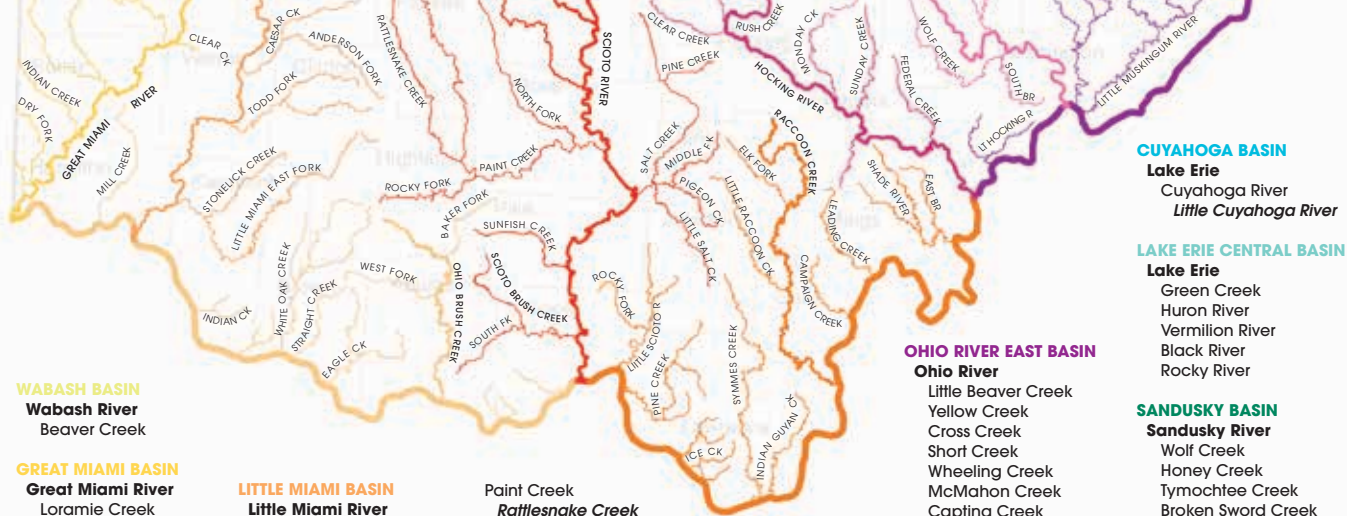 CLEAR CK
CAESAR CK
ANDERSON FORK
RATTLESNAKE CREEK
SCIOTO RIVER
CLEAR CREEK
RUSH CREEK
MONDAY CK
SUNDAY CREEK
WOLF CREEK
INDIAN CREEK
DRY FORK
GREAT MIAMI RIVER
MILL CREEK
TODD FORK
NORTH FORK
PINE CREEK
HOCKING RIVER
FEDERAL CREEK
SOUTH BR
LITTLE MUSKINGUM RIVER
LT HOCKING R
STONELICK CREEK
LITTLE MIAMI EAST FORK
PAINT CREEK
ROCKY FORK
BAKER FORK
SALT CREEK
MIDDLE FK
ELK FORK
RACCOON CREEK
PIGEON CK
LITTLE RACCOON CK
SHADE RIVER
EAST BR
SUNFISH CREEK
LITTLE SALT CK
LEADING CREEK
WHITE OAK CREEK
WEST FORK
OHIO BRUSH CREEK
SCIOTO BRUSH CREEK
ROCKY FORK
CAMPAIGN CREEK
INDIAN CK
STRAIGHT CREEK
EAGLE CK
SOUTH FK
LITTLE SCIOTO R
PINE CREEK
SYMMES CREEK
INDIAN GUYAN CK
ICE CK
WABASH BASIN
Wabash River
Beaver Creek
GREAT MIAMI BASIN
Great Miami River
Loramie Creek
LITTLE MIAMI BASIN
Little Miami River
Paint Creek
Rattlesnake Creek
OHIO RIVER EAST BASIN
Ohio River
Little Beaver Creek
Yellow Creek
Cross Creek
Short Creek
Wheeling Creek
McMahon Creek
Capting Creek
CUYAHOGA BASIN
Lake Erie
Cuyahoga River
Little Cuyahoga River
LAKE ERIE CENTRAL BASIN
Lake Erie
Green Creek
Huron River
Vermilion River
Black River
Rocky River
SANDUSKY BASIN
Sandusky River
Wolf Creek
Honey Creek
Tymochtee Creek
Broken Sword Creek